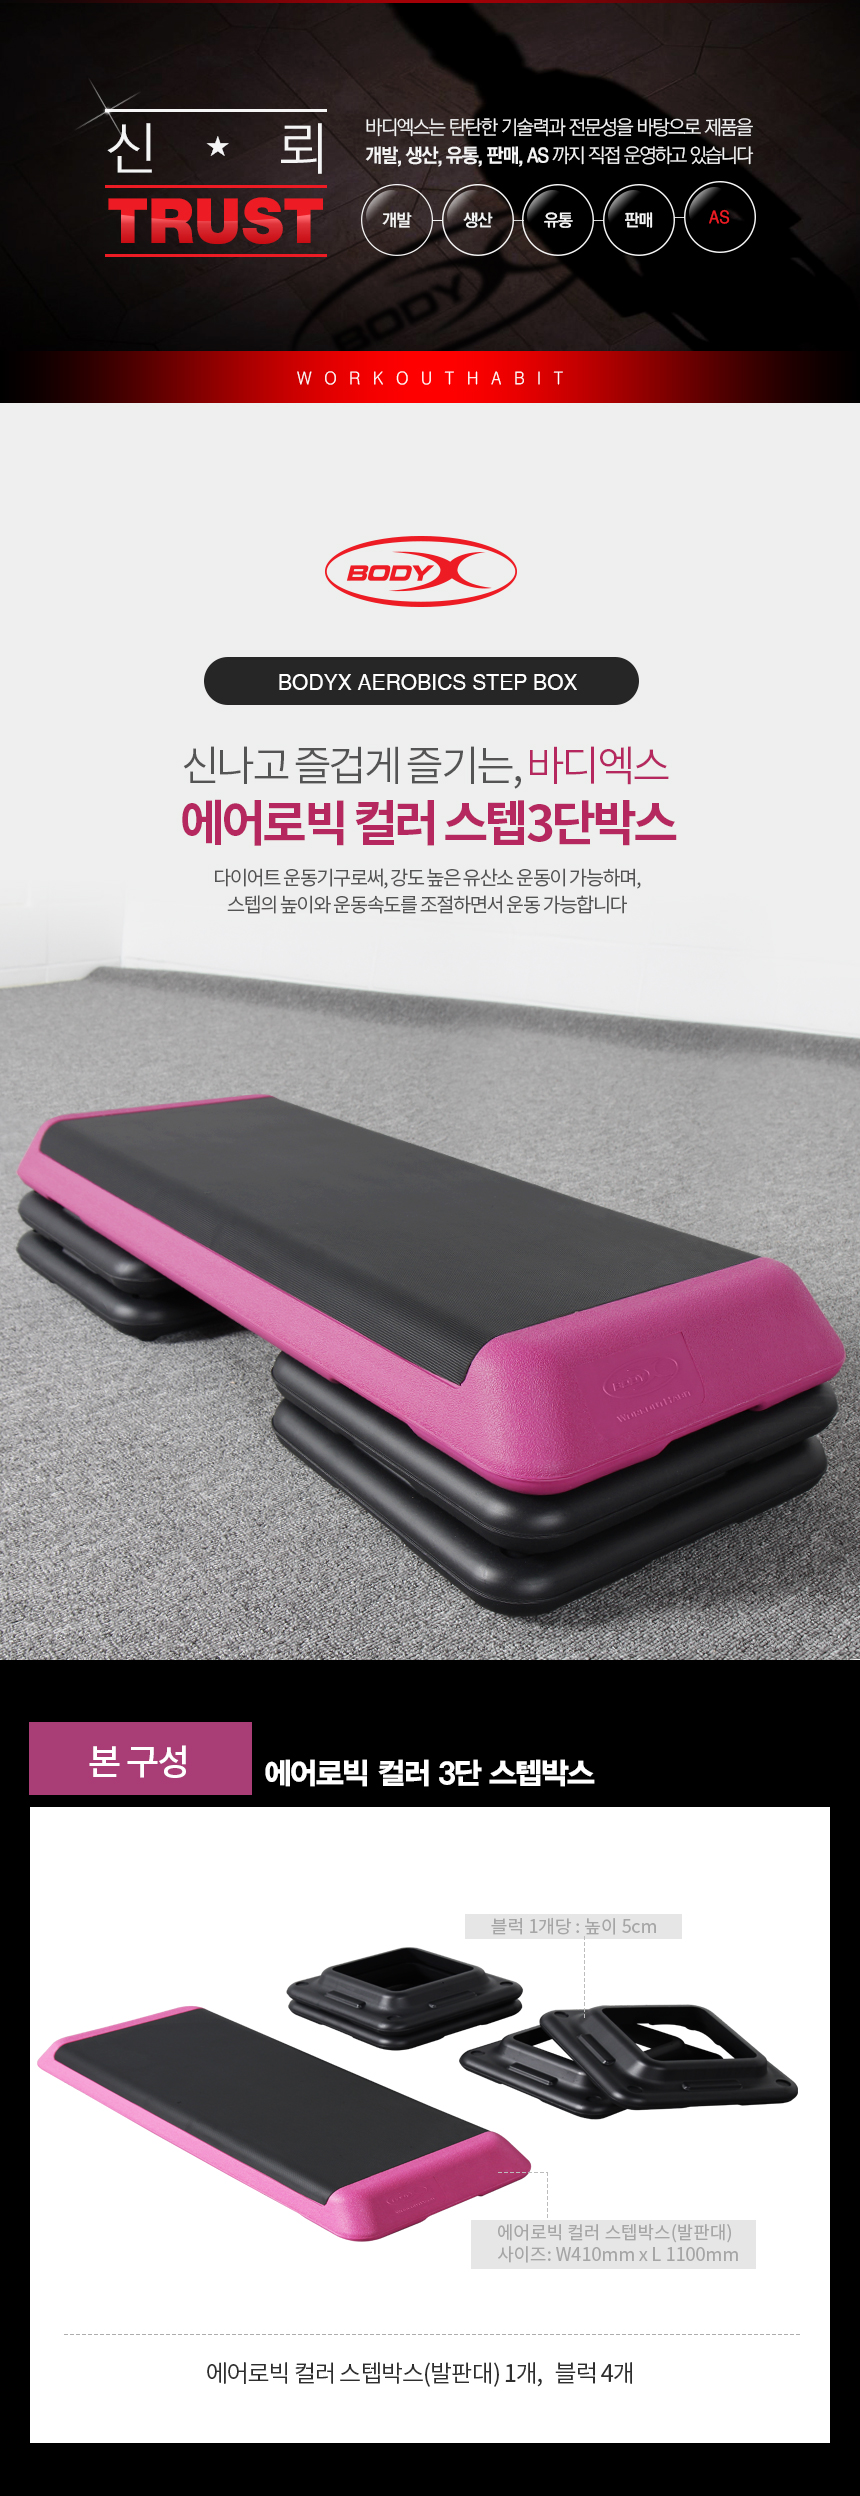 신 ★ 뢰
TRUST
바디엑스는 탄탄한 기술력과 전문성을 바탕으로 제품을
개발, 생산, 유통, 판매, AS 까지 직접 운영하고 있습니다
개발 생산 유통 판매 AS
BODY X
WORKOUTHABIT
BODY X
BODYX AEROBICS STEP BOX
신나고 즐겁게 즐기는, 바디엑스
에어로빅 컬러 스텝3단박스
다이어트 운동기구로써, 강도 높은 유산소 운동이 가능하며,
스텝의 높이와 운동속도를 조절하면서 운동 가능합니다
본 구성
에어로빅 컬러 3단 스텝박스
블럭 1개당 : 높이 5cm
에어로빅 컬러 스텝박스(발판대)
사이즈: W410mm x L 1100mm
에어로빅 컬러 스텝박스(발판대) 1개, 블럭 4개